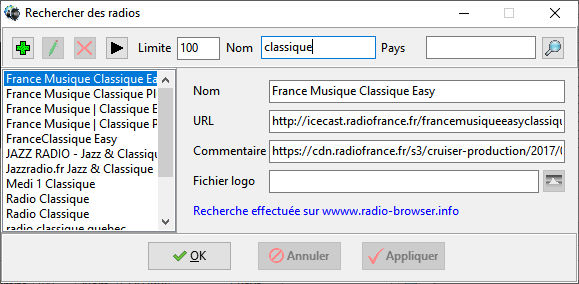 Rechercher des radios
Limite 100 Nom classique Pays
France Musique Classique Ea
France Musique Classique Pl
France Musique | Classique E
France Musique | Classique P
FranceClassique Easy
JAZZ RADIO - Jazz & Classique
Jazzradio.fr Jazz & Classique
Medi 1 Classique
Radio Classique
Radio Classique
radio classique quebec
Nom France Musique Classique Easy
URL http://icecast.radiofrance.fr/francemusiqueeasyclassiqu
Commentaire https://cdn.radiofrance.fr/s3/cruiser-production/2017/0
Fichier logo
Recherche effectuée sur wwww.radio-browser.info
OK Annuler Appliquer